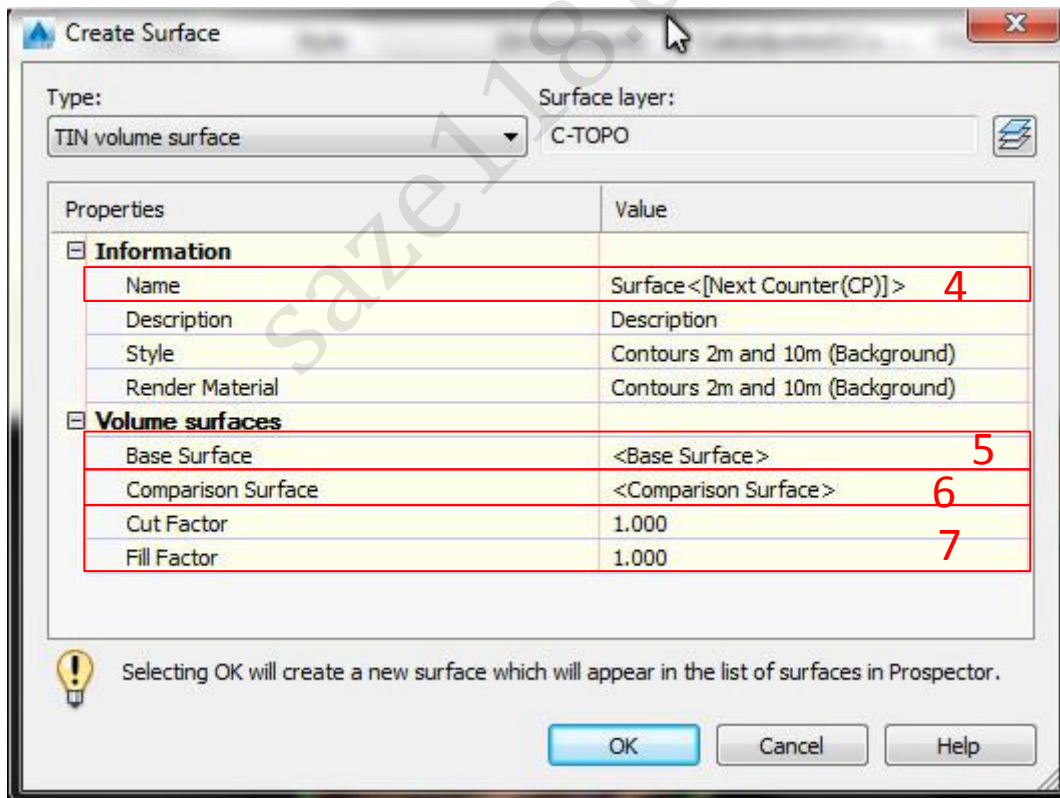 Create Surface
Type:
Surface layer:
TIN volume surface
C-TOPO
Properties Value
Information
Name Surface<[Next Counter(CP)]> 4
Description Description
Style Contours 2m and 10m (Background)
Render Material Contours 2m and 10m (Background)
Volume surfaces
Base Surface <Base Surface> 5
Comparison Surface <Comparison Surface> 6
Cut Factor 1.000
Fill Factor 1.000
7
Selecting OK will create a new surface which will appear in the list of surfaces in Prospector.
OK Cancel Help